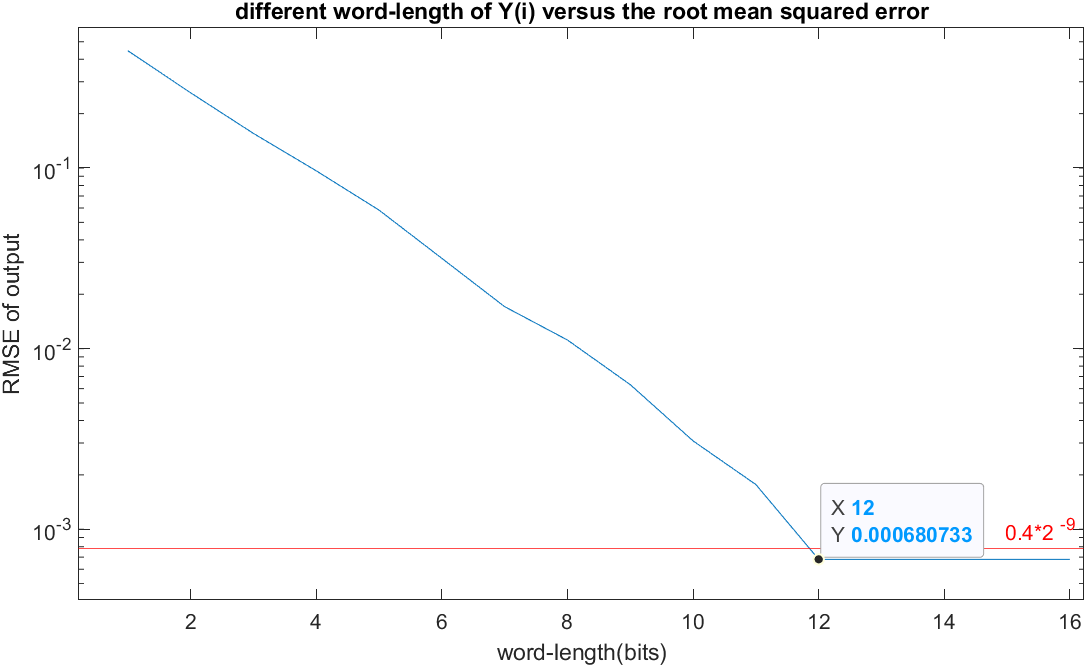 different word-length of Y(i) versus the root mean squared error
RMSE of output
10^-1
10^-2
10^-3
X 12
Y 0.000680733
0.4*2 ^-9
2 4 6 8 10 12 14 16
word-length(bits)